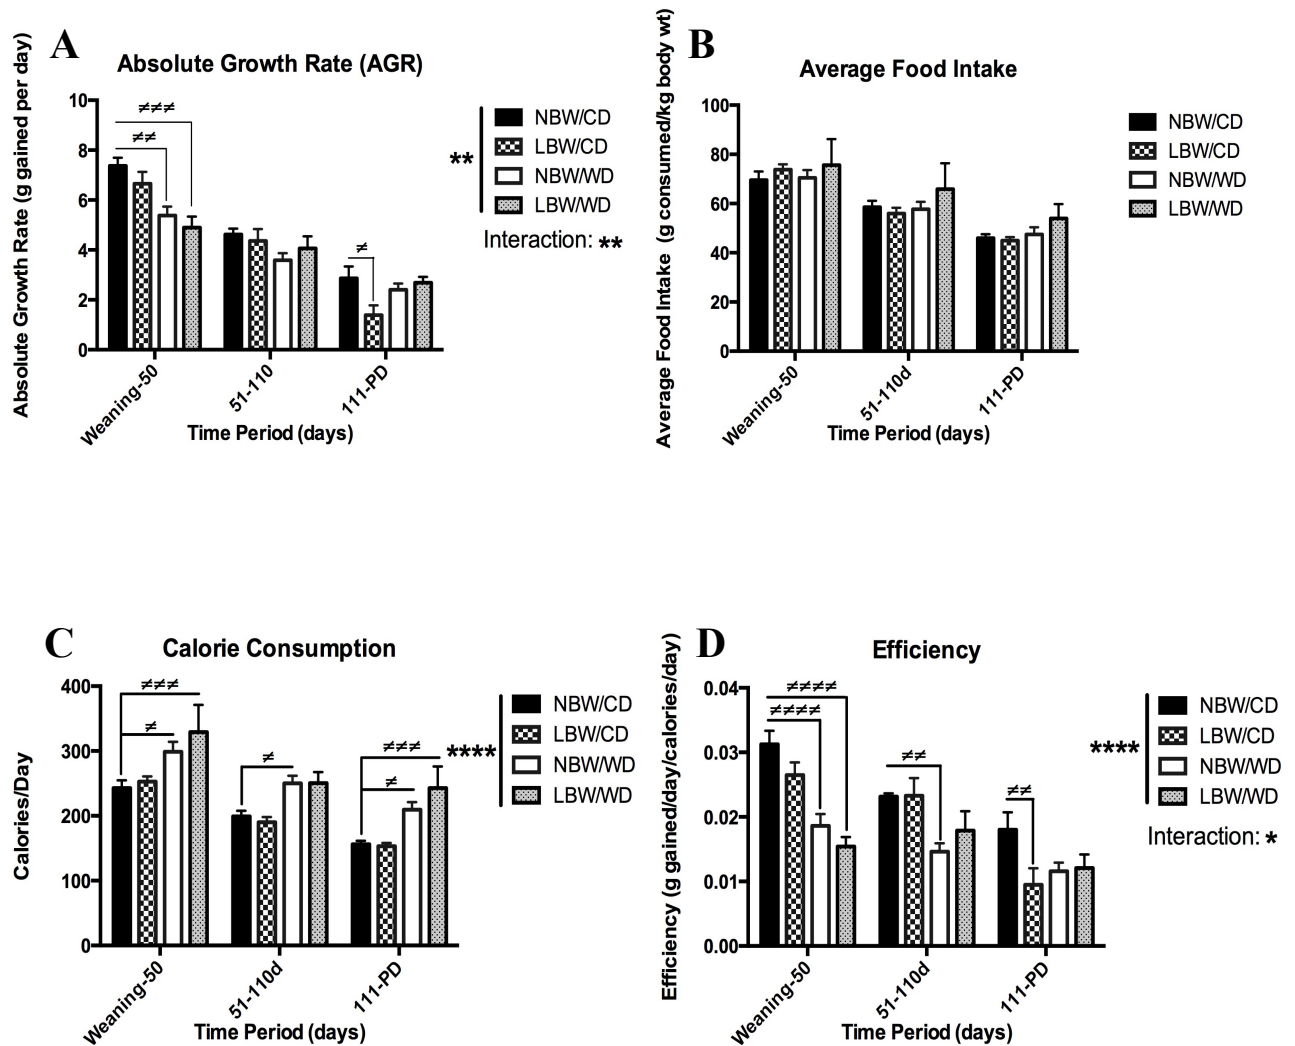 A
Absolute Growth Rate (AGR)
Absolute Growth Rate (g gained per day)
10
8
6
4
2
0
≠≠≠
≠≠
≠
Weaning-50
51-110
111-PD
Time Period (days)
**
NBW/CD
LBW/CD
NBW/WD
LBW/WD
Interaction: **
B
Average Food Intake
Average Food Intake (g consumed/kg body wt)
100
80
60
40
20
0
Weaning-50
51-110d
111-PD
Time Period (days)
NBW/CD
LBW/CD
NBW/WD
LBW/WD
C
Calorie Consumption
Calories/Day
400
300
200
100
0
≠≠≠
≠
≠
≠≠≠
≠
Weaning-50
51-110d
111-PD
Time Period (days)
****
NBW/CD
LBW/CD
NBW/WD
LBW/WD
D
Efficiency
Efficiency (g gained/day/calories/day)
0.04
0.03
0.02
0.01
0.00
≠≠≠≠
≠≠≠≠
≠≠
≠≠
Weaning-50
51-110d
111-PD
Time Period (days)
****
NBW/CD
LBW/CD
NBW/WD
LBW/WD
Interaction: *